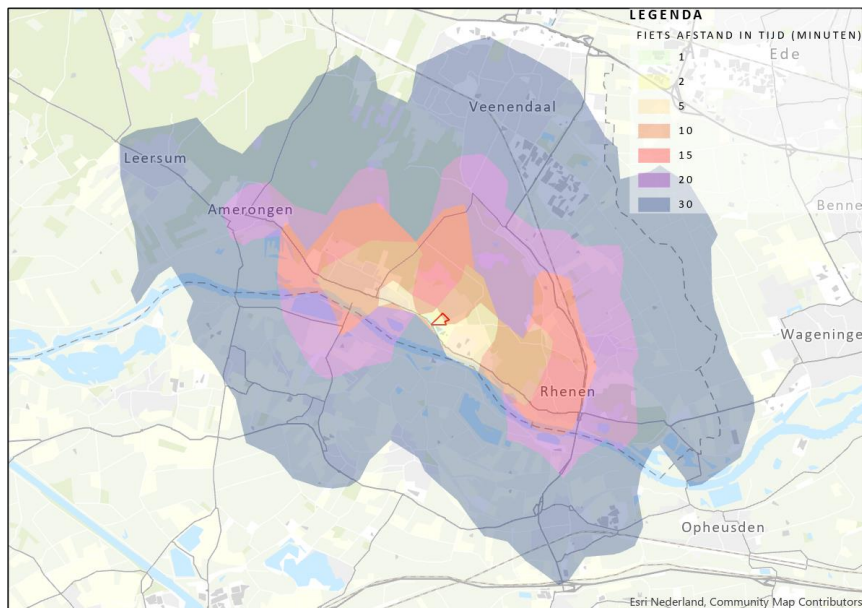 LEGENDA
FIETS AFSTAND IN TIJD (MINUTEN)
1
2
5
10
15
20
30
Ede
Veenendaal
Leersum
Amerongen
Benne
Wageninge
Rhenen
Opheusden
Esri Nederland, Community Map Contributors